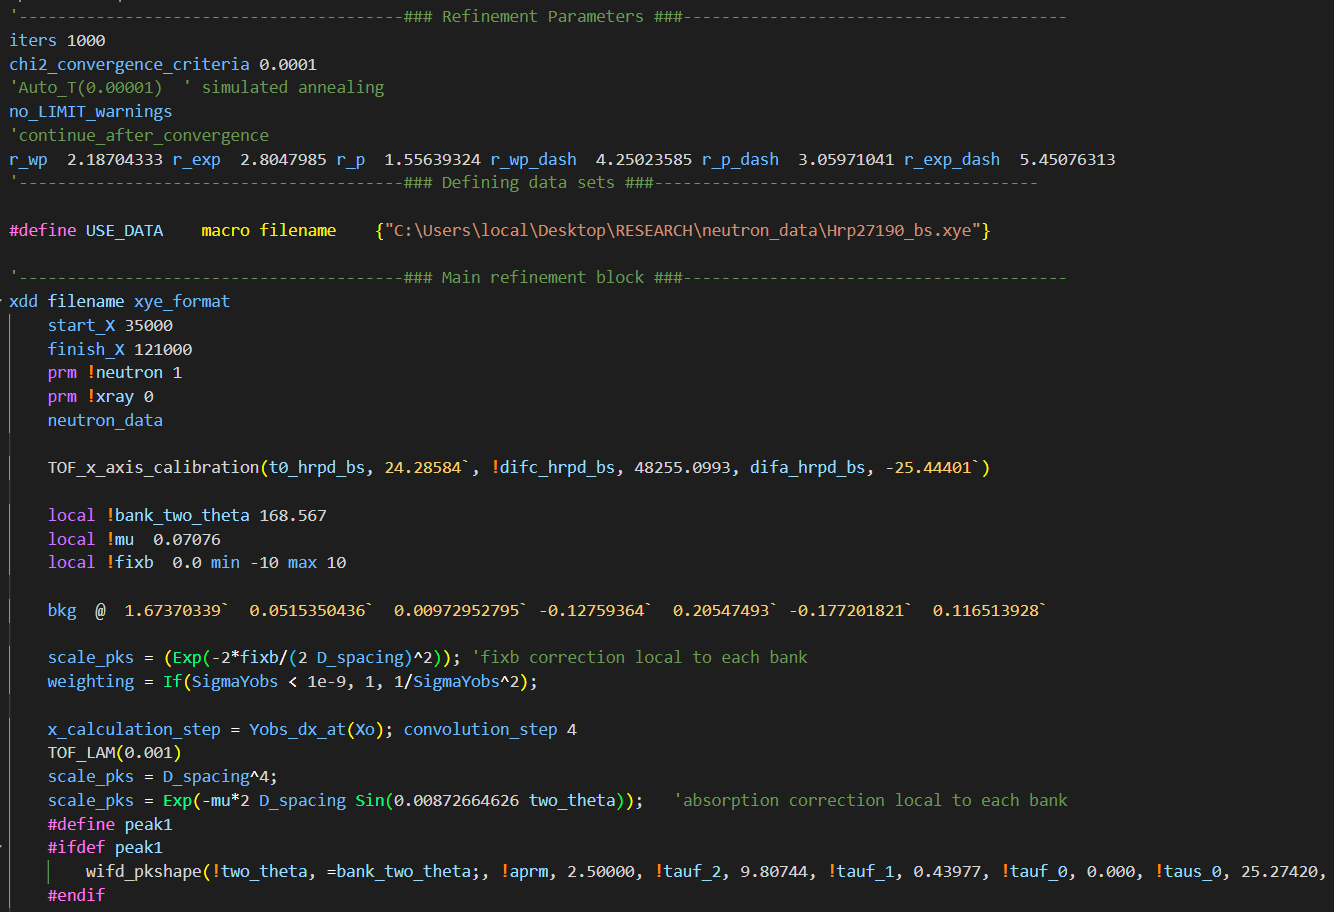 '----------------------------------------### Refinement Parameters ###----------------------------------------
iters 1000
chi2_convergence_criteria 0.0001
'Auto_T(0.00001)  ' simulated annealing
no_LIMIT_warnings
'continue_after_convergence
r_wp  2.18704333 r_exp  2.8047985 r_p  1.55639324 r_wp_dash  4.25023585 r_p_dash  3.05971041 r_exp_dash  5.45076313
'----------------------------------------### Defining data sets ###----------------------------------------
#define USE_DATA    macro filename    {"C:\Users\local\Desktop\RESEARCH\neutron_data\Hrp27190_bs.xye"}
'----------------------------------------### Main refinement block ###----------------------------------------
xdd filename xye_format
    start_X 35000
    finish_X 121000
    prm !neutron 1
    prm !xray 0
    neutron_data
    TOF_x_axis_calibration(t0_hrpd_bs, 24.28584`, !difc_hrpd_bs, 48255.0993, difa_hrpd_bs, -25.44401`)
    local !bank_two_theta 168.567
    local !mu  0.07076
    local !fixb  0.0 min -10 max 10
    bkg  @  1.67370339`  0.0515350436`  0.00972952795` -0.12759364`  0.20547493` -0.177201821`  0.116513928`
    scale_pks = (Exp(-2*fixb/(2 D_spacing)^2)); 'fixb correction local to each bank
    weighting = If(SigmaYobs < 1e-9, 1, 1/SigmaYobs^2);
    x_calculation_step = Yobs_dx_at(Xo); convolution_step 4
    TOF_LAM(0.001)
    scale_pks = D_spacing^4;
    scale_pks = Exp(-mu*2 D_spacing Sin(0.00872664626 two_theta));   'absorption correction local to each bank
    #define peak1
    #ifdef peak1
        wifd_pkshape(!two_theta, =bank_two_theta;, !aprm, 2.50000, !tauf_2, 9.80744, !tauf_1, 0.43977, !tauf_0, 0.000, !taus_0, 25.27420,
    #endif